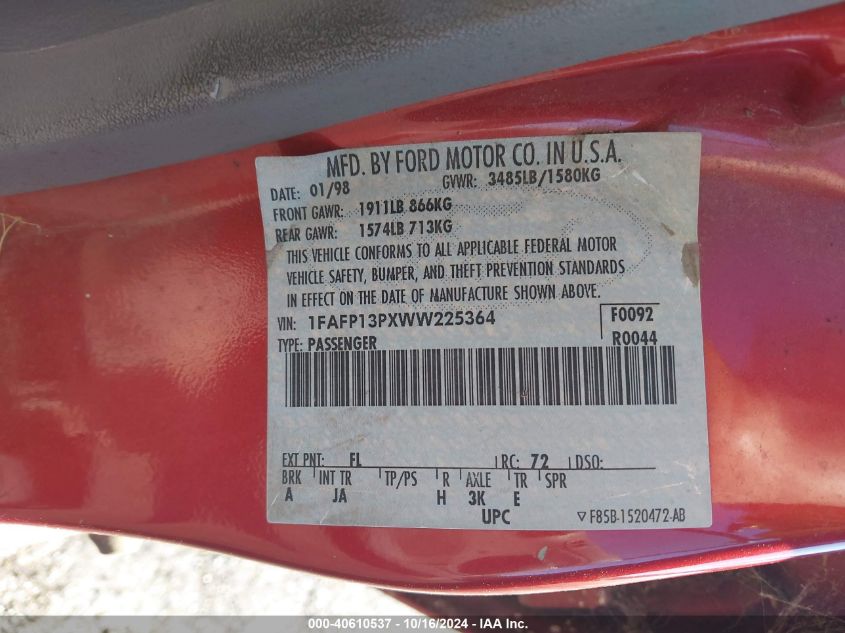 MFD. BY FORD MOTOR CO. IN U.S.A.
DATE: 01/98 GVWR: 3485LB/1580KG
FRONT GAWR: 1911LB 866KG
REAR GAWR: 1574LB 713KG
THIS VEHICLE CONFORMS TO ALL APPLICABLE FEDERAL MOTOR
VEHICLE SAFETY, BUMPER, AND THEFT PREVENTION STANDARDS
IN EFFECT ON THE DATE OF MANUFACTURE SHOWN ABOVE.
VIN: 1FAFP13PXWW225364 F0092
TYPE: PASSENGER R0044
EXT PNT: FL RC: 72 DSO:
BRK INT TR TP/PS R AXLE TR SPR
A JA H 3K E
UPC ▽ F85B-1520472-AB
000-40610537 - 10/16/2024 - IAA Inc.